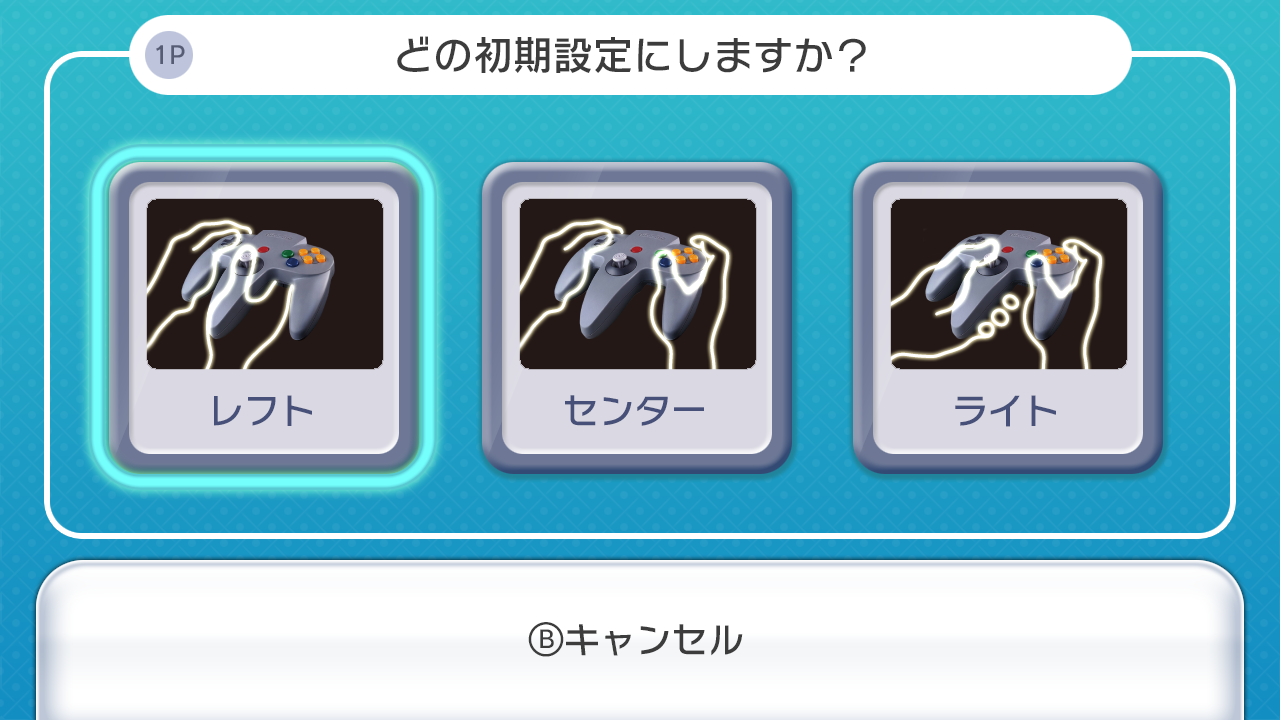 1P
どの初期設定にしますか？
レフト
センター
ライト
Ⓑキャンセル